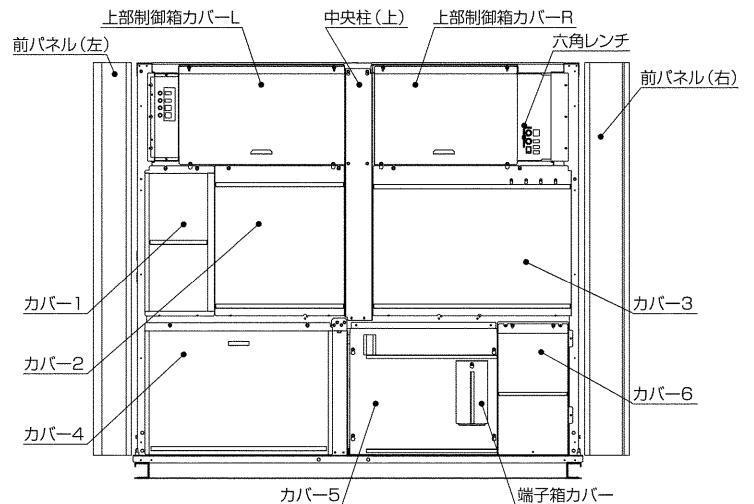 上部制御箱カバーL
中央柱(上)
上部制御箱カバーR
前パネル(左)
六角レンチ
前パネル(右)
カバー1
カバー2
カバー3
カバー4
カバー6
カバー5
端子箱カバー